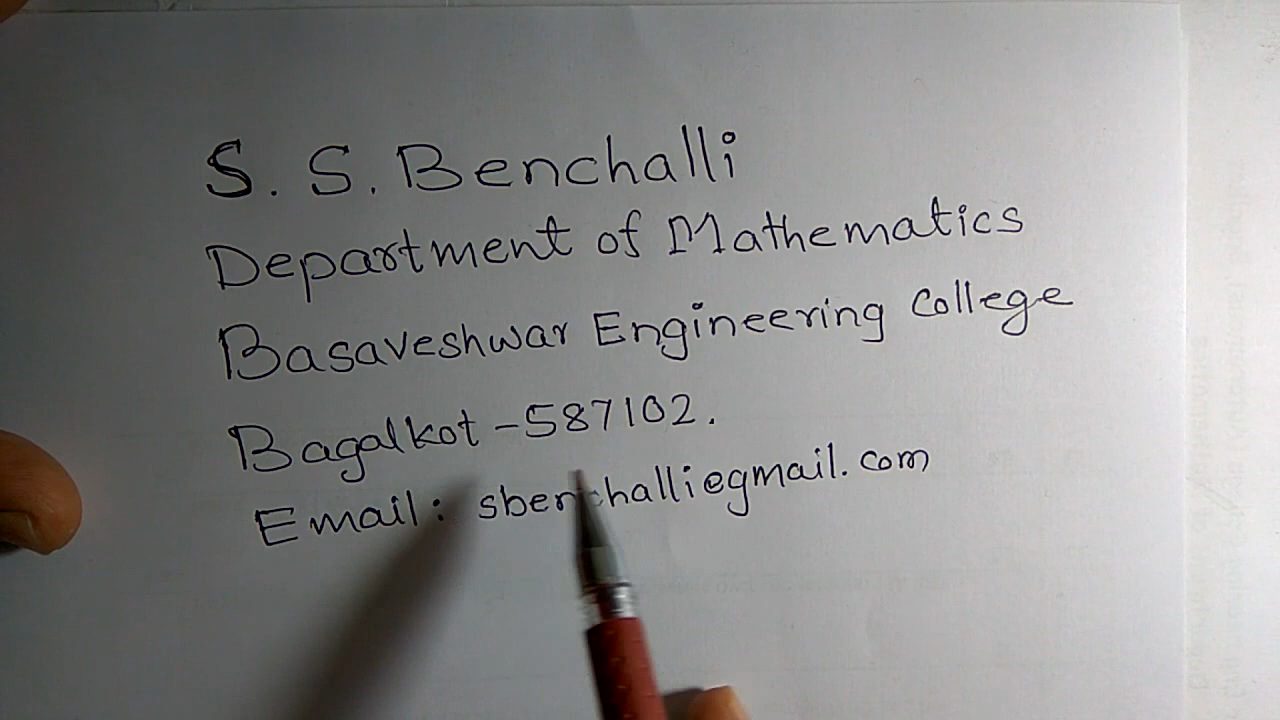 S. S. Benchalli
Department of Mathematics
Basaveshwar Engineering College
Bagalkot - 587102.
Email: sbenchalli@gmail.com